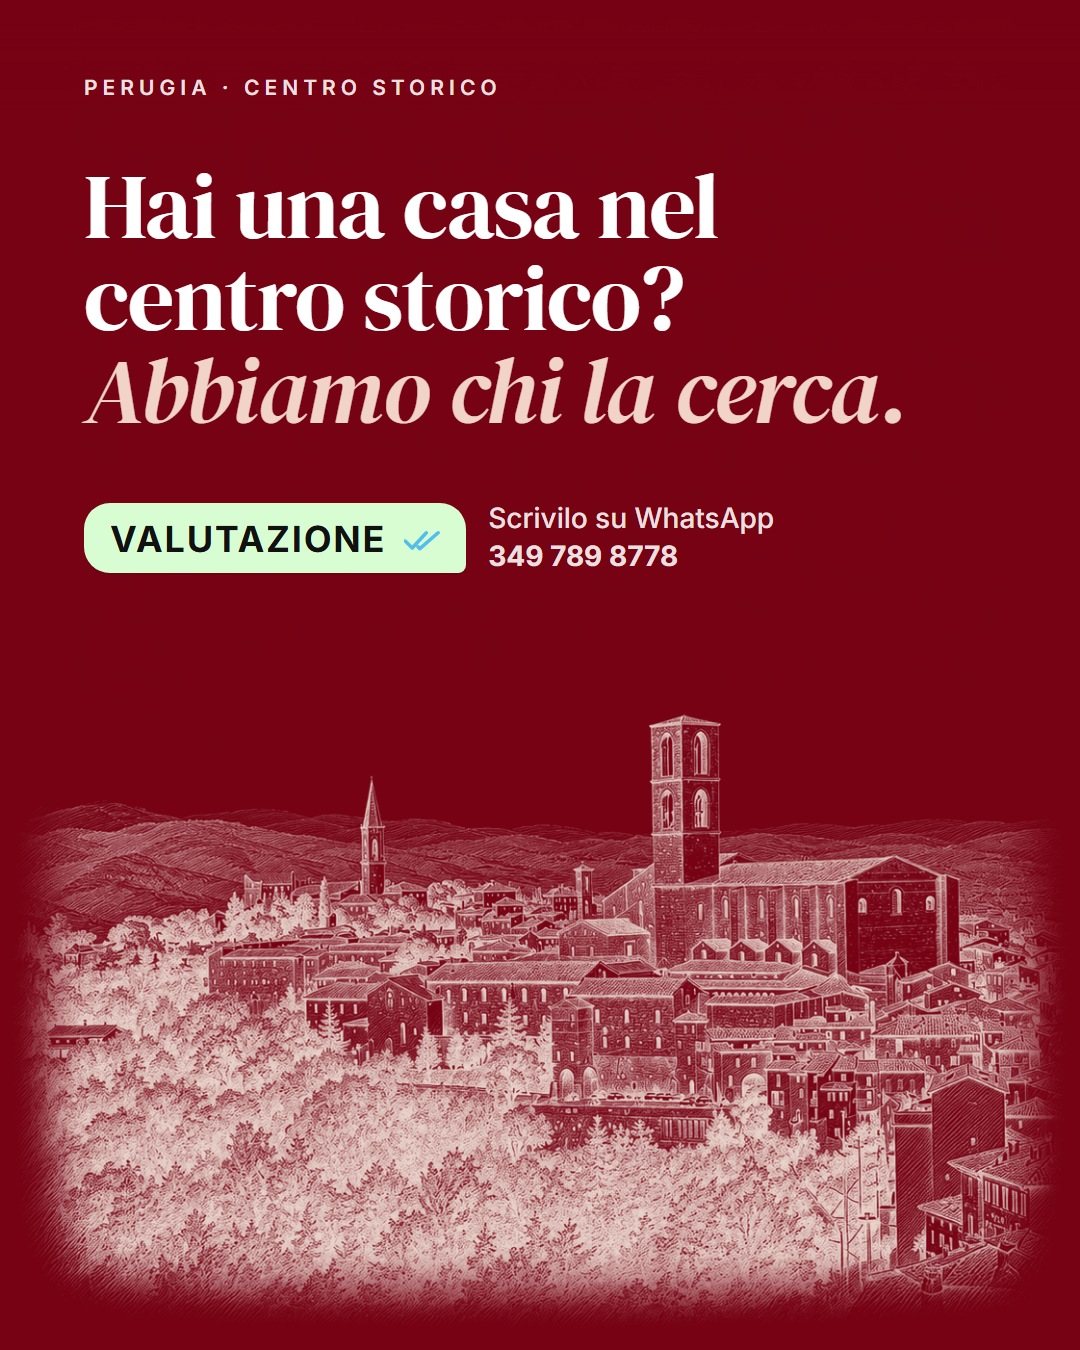 PERUGIA · CENTRO STORICO
Hai una casa nel
centro storico?
Abbiamo chi la cerca.
VALUTAZIONE
Scrivilo su WhatsApp
349 789 8778